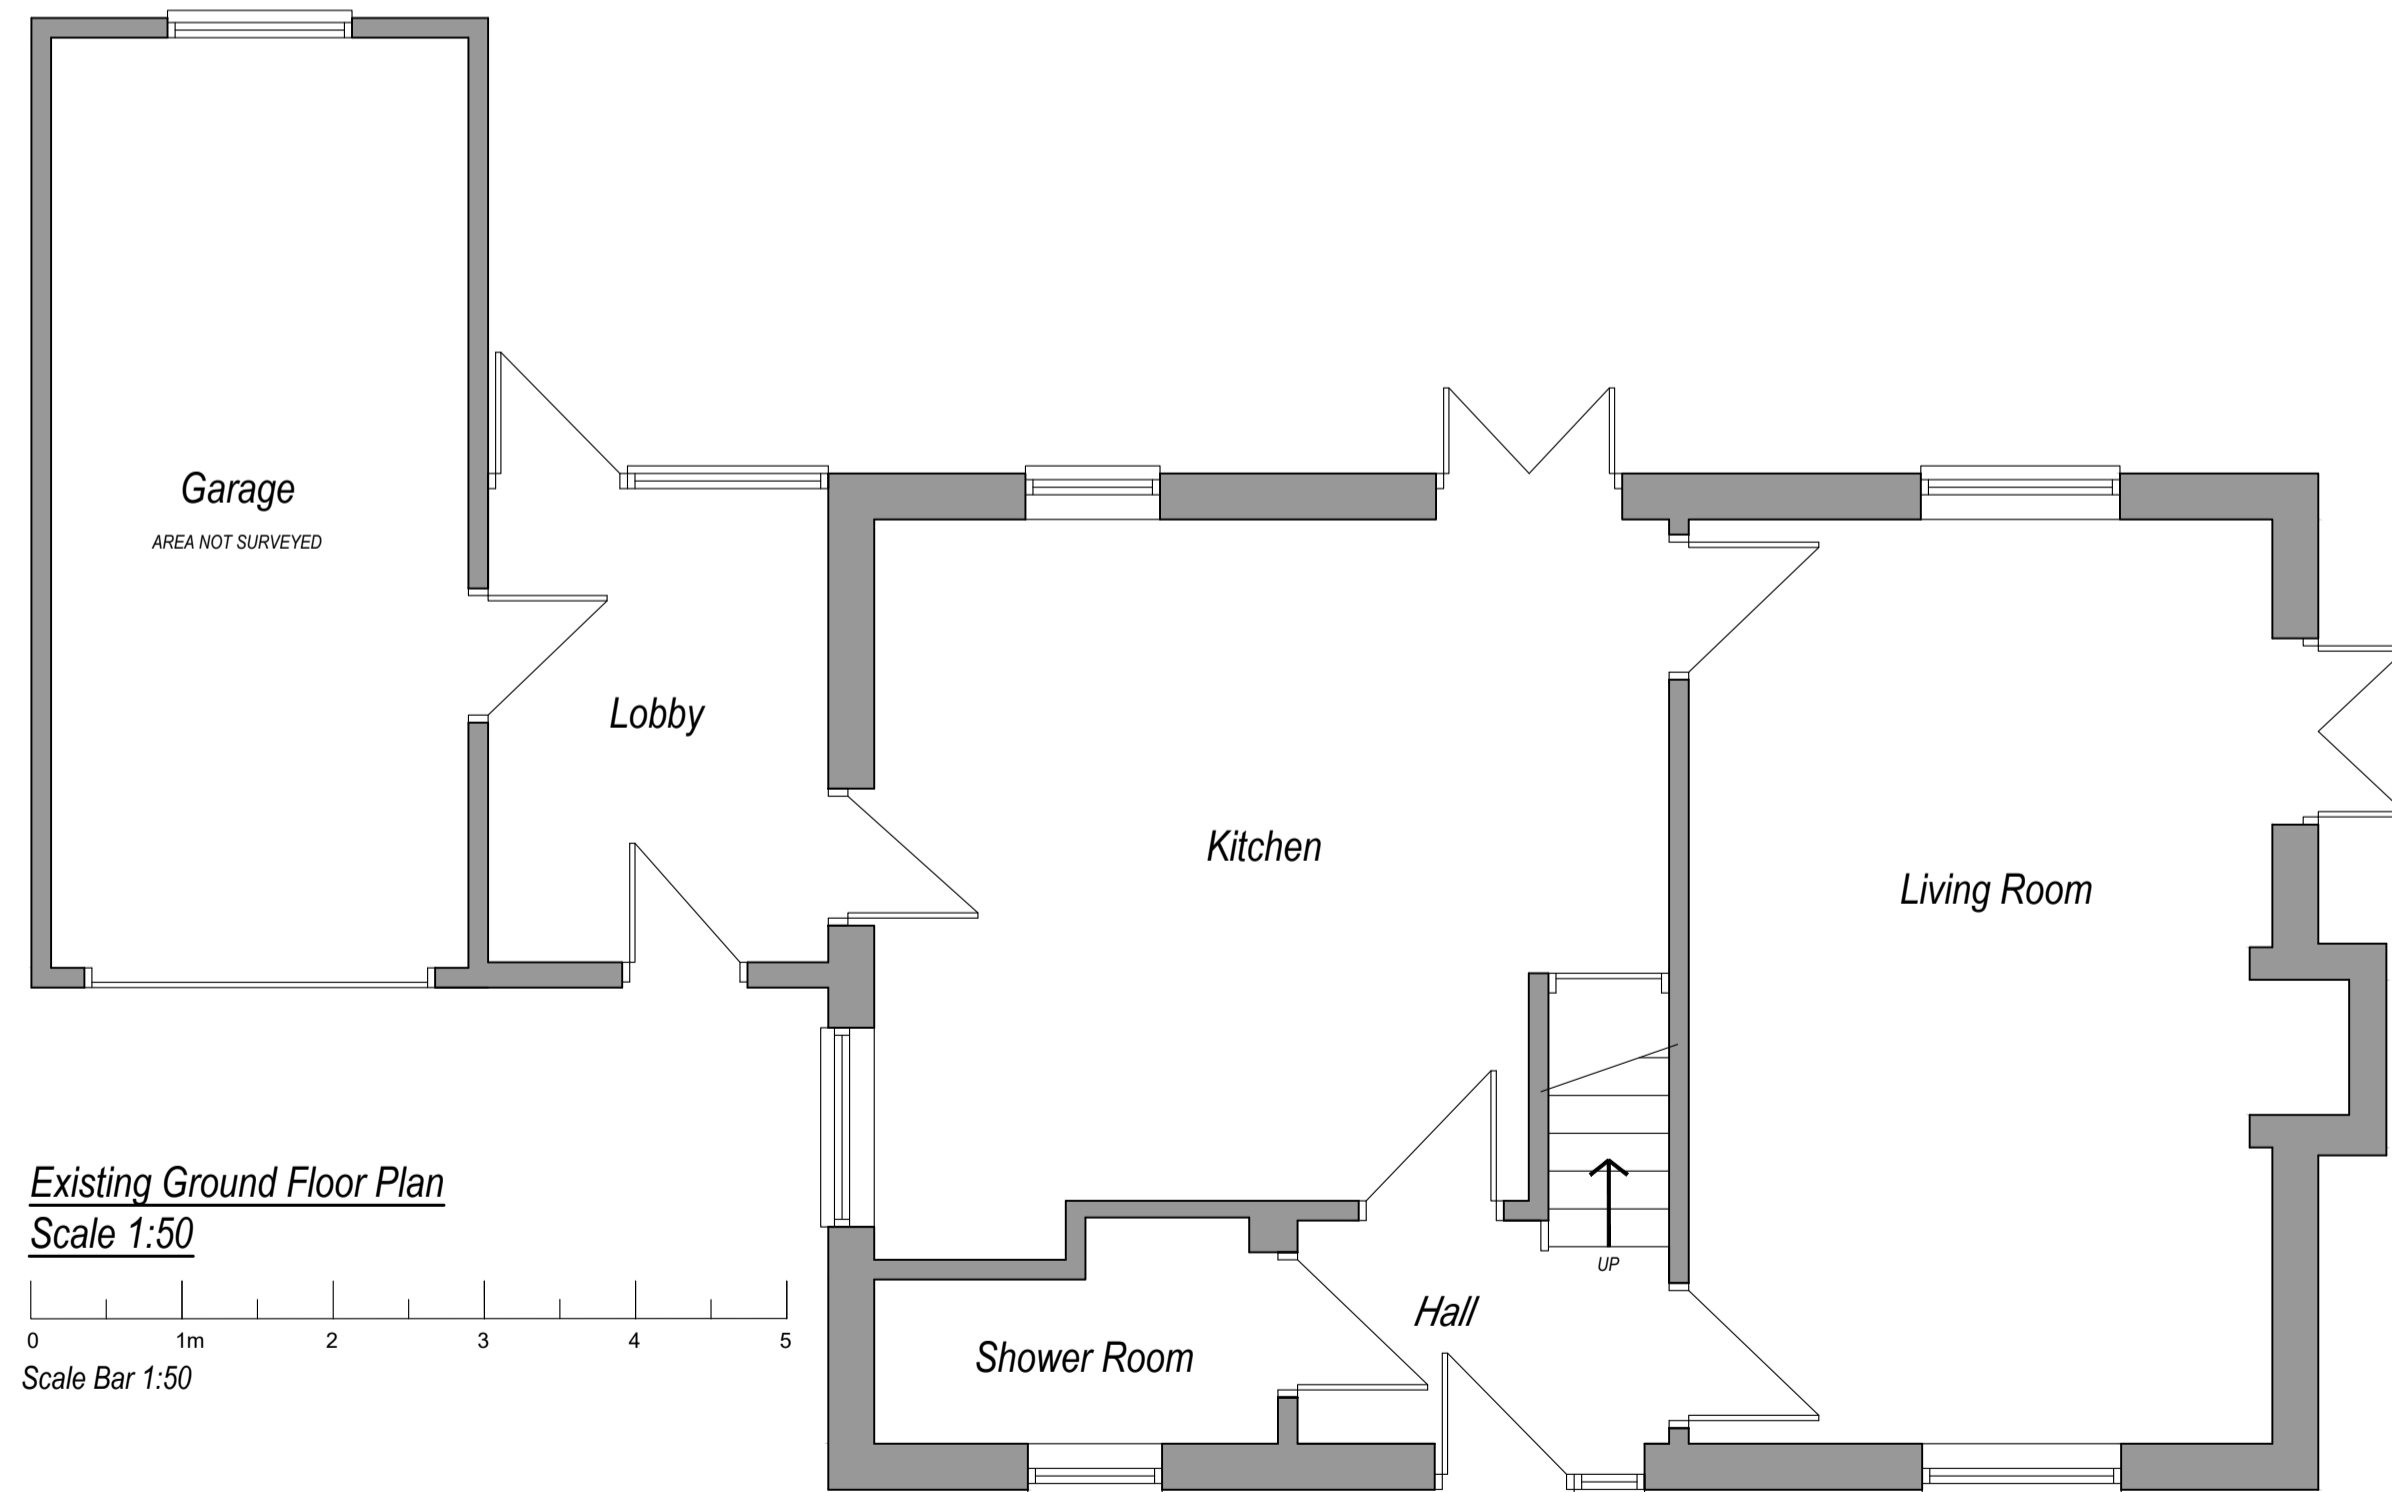 Garage
AREA NOT SURVEYED
Lobby
Kitchen
Living Room
Existing Ground Floor Plan
Scale 1:50
UP
Hall
0 1m 2 3 4 5
Shower Room
Scale Bar 1:50